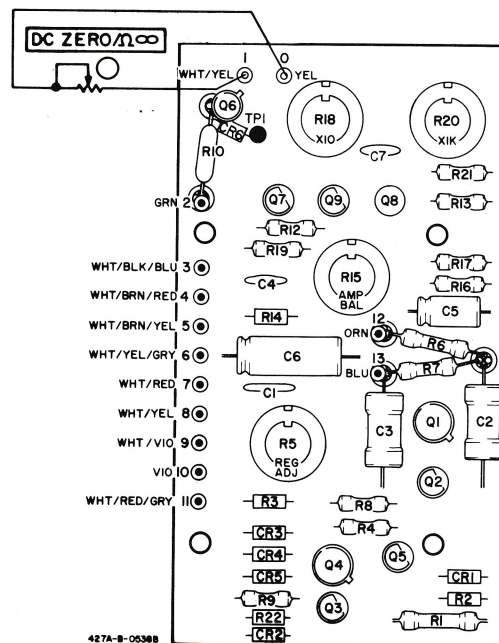 DC ZERO/Ω∞
1 0
WHT/YEL YEL
Q6
TP1
CR6
R10
R18
X10
R20
X1K
C7
R21
GRN 2
Q7
Q9
Q8
R13
R12
R19
WHT/BLK/BLU 3
R17
C4
R15
AMP
BAL
R16
WHT/BRN/RED 4
C5
R14
12
WHT/BRN/YEL 5
ORN
R6
WHT/YEL/GRY 6
C6
13
R7
BLU
WHT/RED 7
C1
WHT/YEL 8
C3
Q1
C2
WHT/VIO 9
R5
REG
ADJ
VIO 10
Q2
WHT/RED/GRY 11
R3
R8
R4
CR3
CR4
Q5
CR5
Q4
CR1
R9
R2
Q3
R22
R1
CR2
427A-B-0538B